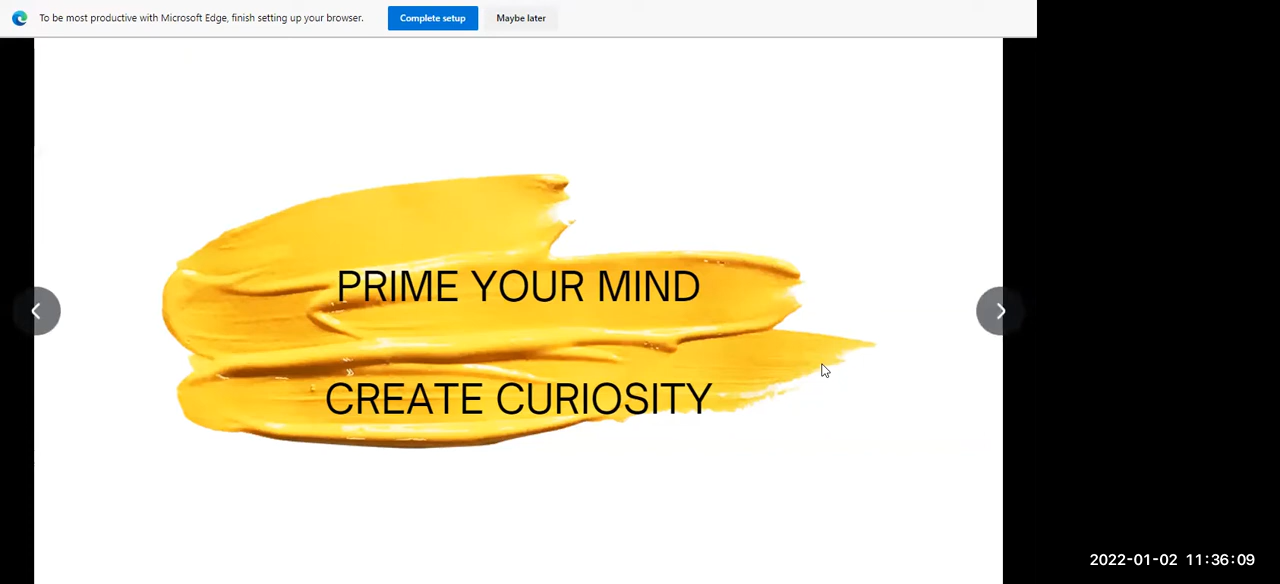 To be most productive with Microsoft Edge, finish setting up your browser. Complete setup Maybe later
PRIME YOUR MIND
CREATE CURIOSITY
2022-01-02 11:36:09